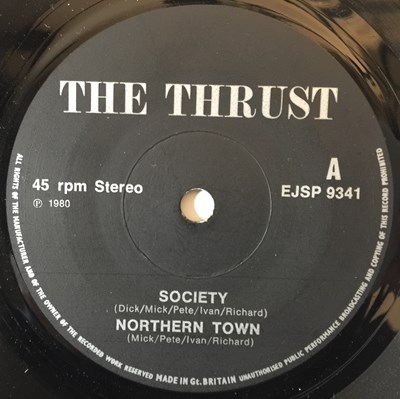 THE THRUST
A
45 rpm Stereo
EJSP 9341
℗ 1980
SOCIETY
(Dick/Mick/Pete/Ivan/Richard)
NORTHERN TOWN
(Mick/Pete/Ivan/Richard)
ALL RIGHTS OF THE MANUFACTURER AND OF THE OWNER OF THE RECORDED WORK RESERVED MADE IN Gt. BRITAIN UNAUTHORISED PUBLIC PERFORMANCE BROADCASTING AND COPYING OF THIS RECORD PROHIBITED